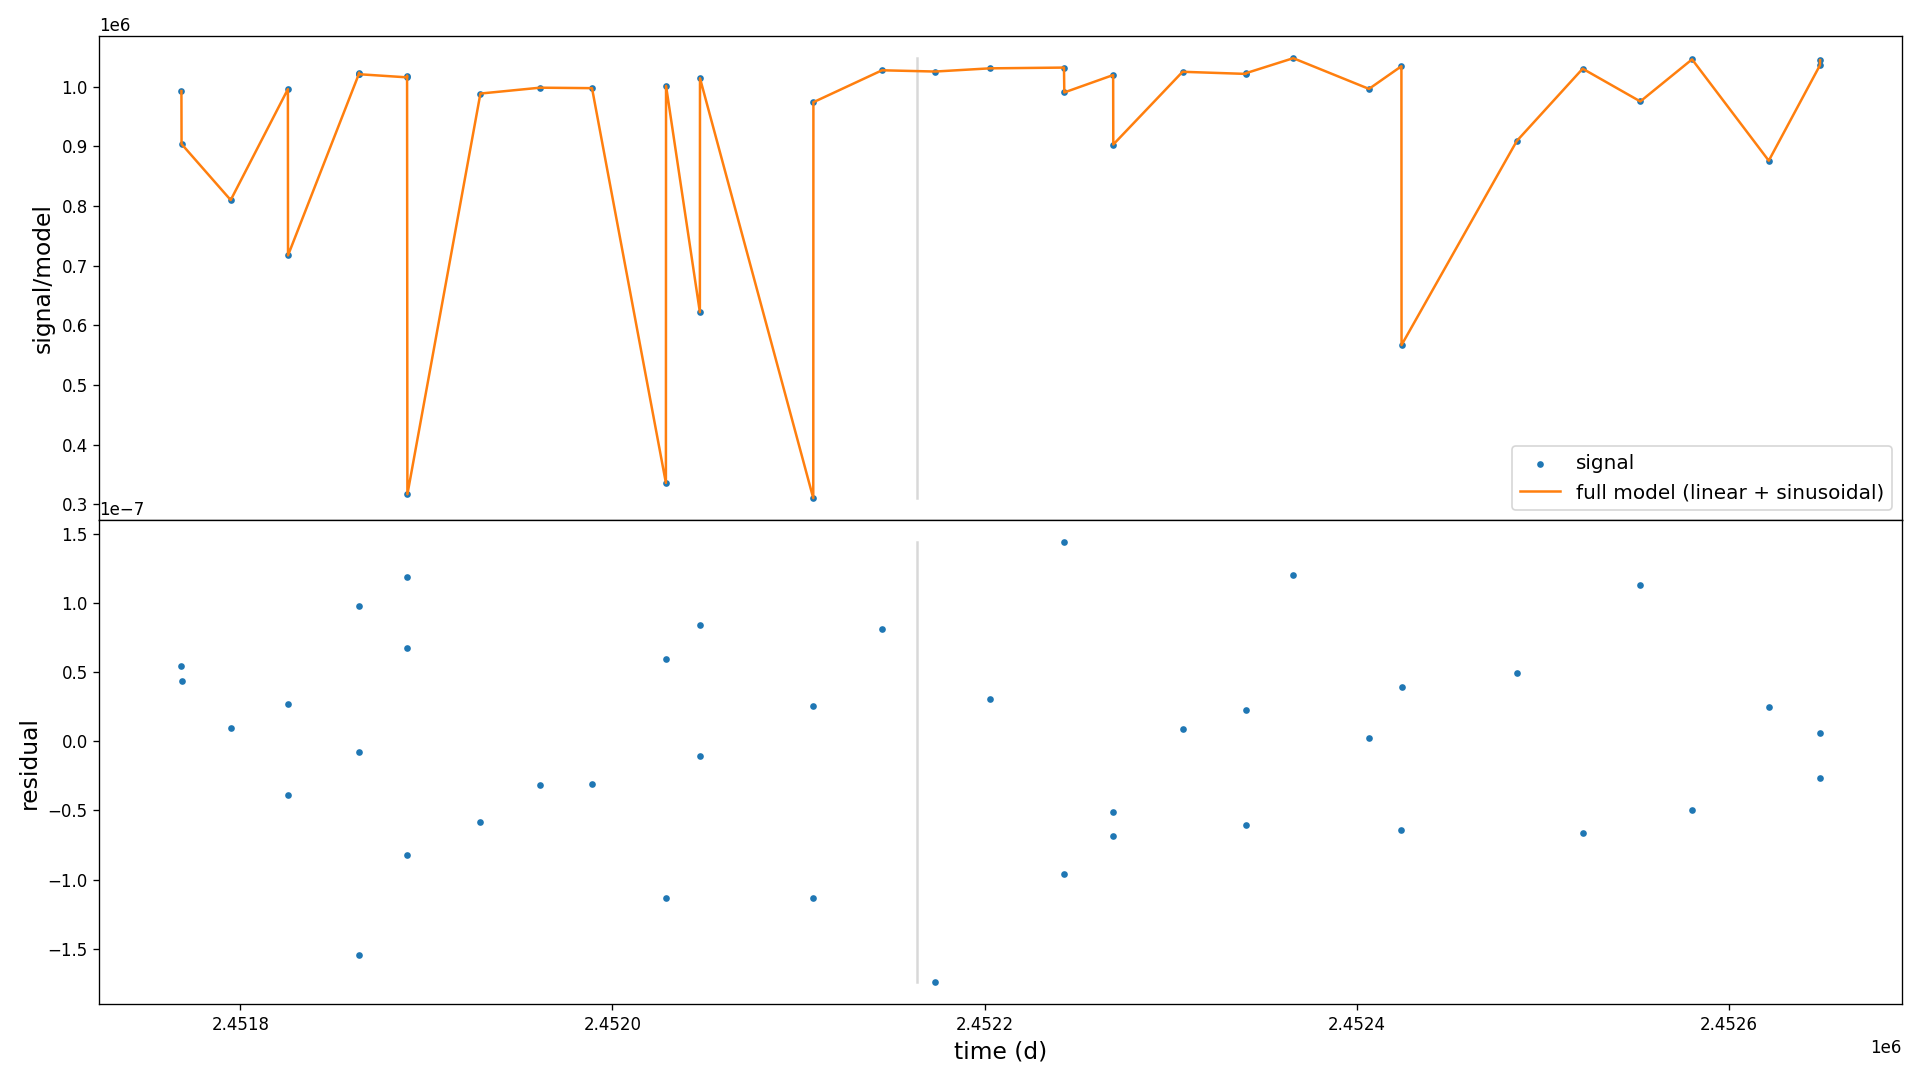 1e6
1.0
0.9
0.8
0.7
0.6
0.5
0.4
0.3
signal/model
signal
full model (linear + sinusoidal)
1e−7
1.5
1.0
0.5
0.0
−0.5
−1.0
−1.5
residual
2.4518
2.4520
2.4522
2.4524
2.4526
time (d)
1e6